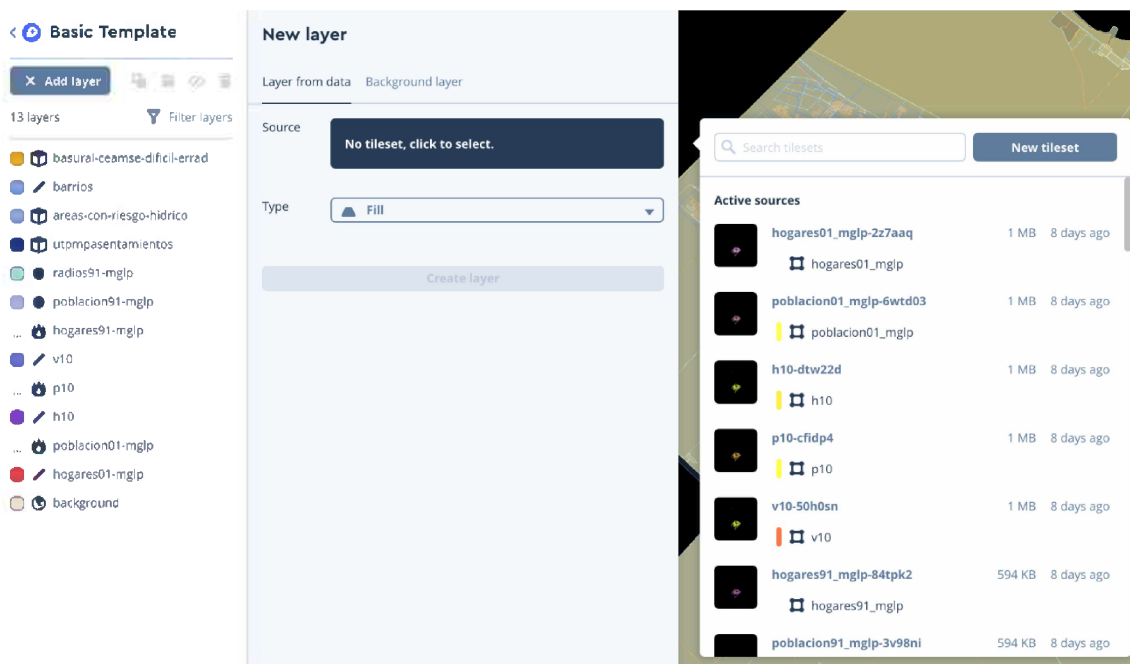 Basic Template
Add layer
13 layers
Filter layers
basural-ceamse-dificil-errad
barrios
areas-con-riesgo-hidrico
utpmpasentamientos
radios91-mglp
poblacion91-mglp
... hogares91-mglp
v10
... p10
h10
... poblacion01-mglp
hogares01-mglp
background
New layer
Layer from data Background layer
Source
No tileset, click to select.
Type
Fill
Create layer
Search tilesets
New tileset
Active sources
hogares01_mglp-2z7aaq 1 MB 8 days ago
hogares01_mglp
poblacion01_mglp-6wtd03 1 MB 8 days ago
poblacion01_mglp
h10-dtw22d 1 MB 8 days ago
h10
p10-cfidp4 1 MB 8 days ago
p10
v10-50h0sn 1 MB 8 days ago
v10
hogares91_mglp-84tpk2 594 KB 8 days ago
hogares91_mglp
poblacion91_mglp-3v98ni 594 KB 8 days ago